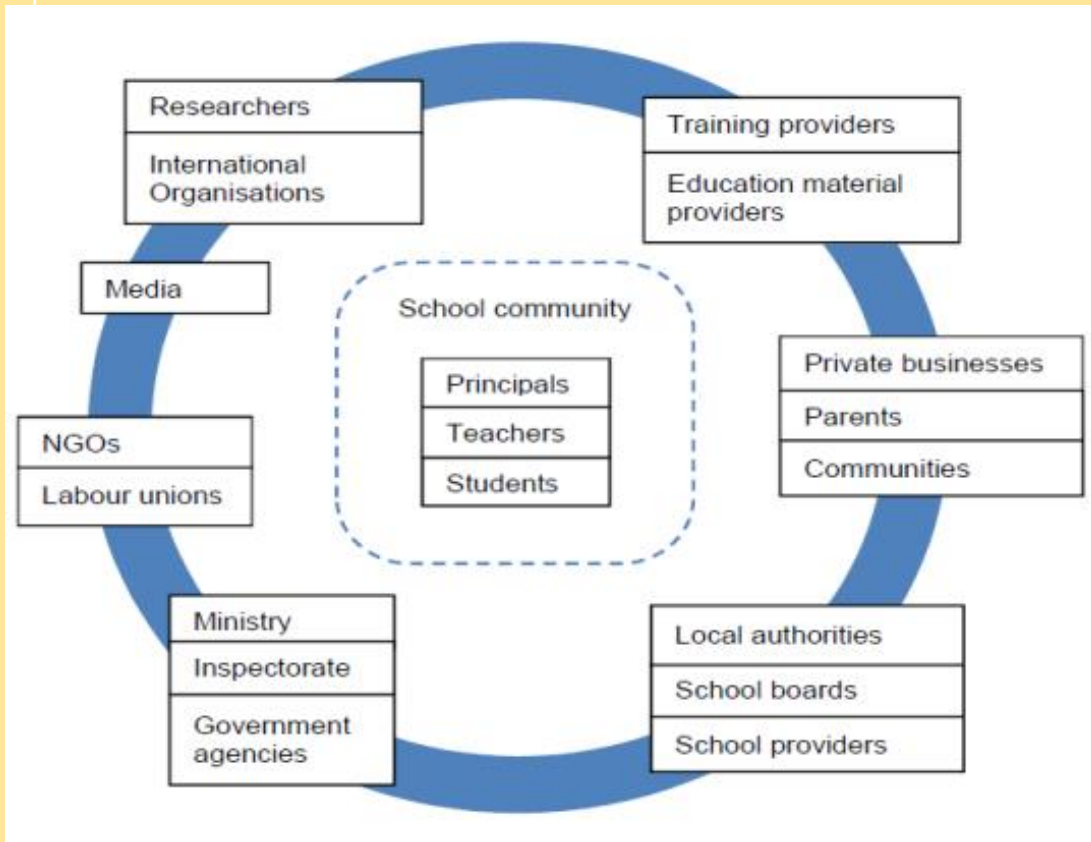 Researchers
International
Organisations
Training providers
Education material
providers
Media
School community
Principals
Teachers
Students
Private businesses
Parents
Communities
NGOs
Labour unions
Ministry
Inspectorate
Government
agencies
Local authorities
School boards
School providers